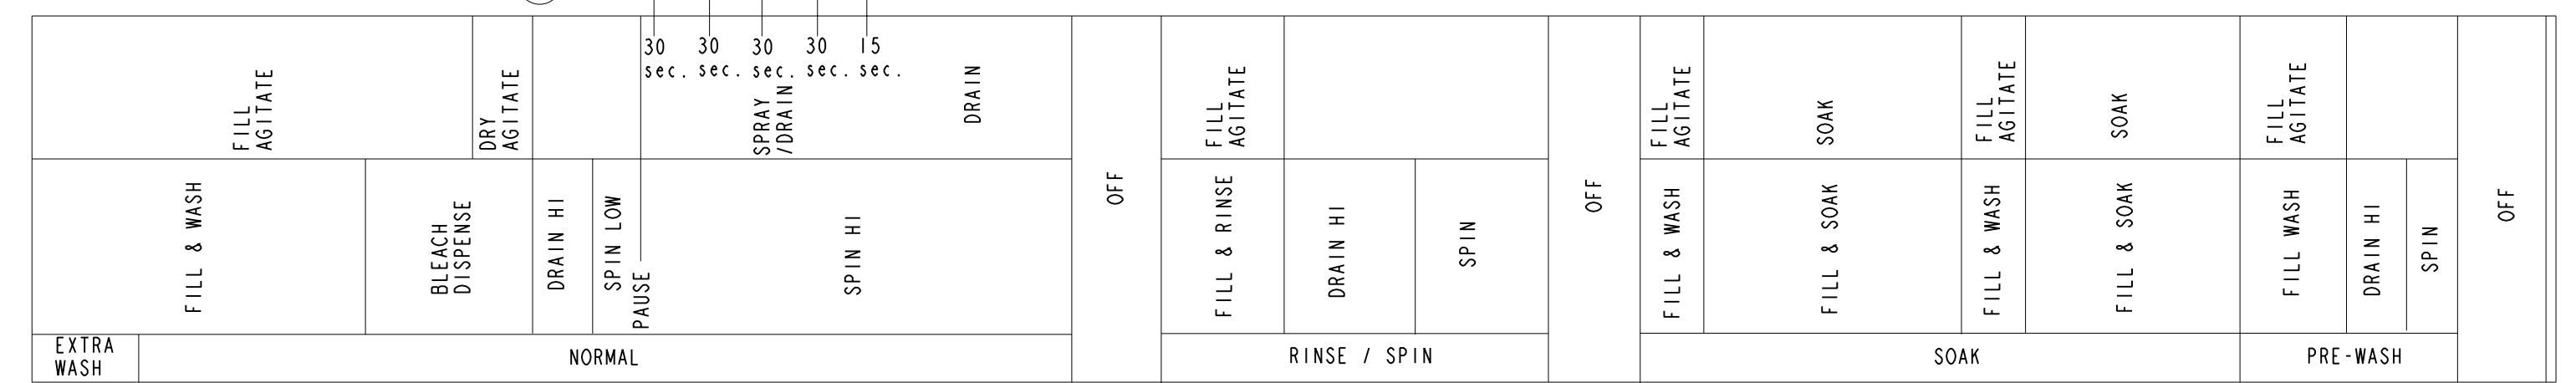 30 30 30 30 15
sec. sec. sec. sec. sec.
FILL
AGITATE
DRY
AGITATE
SPRAY
/DRAIN
DRAIN
FILL
AGITATE
FILL
AGITATE
SOAK
FILL
AGITATE
SOAK
FILL
AGITATE
FILL & WASH
BLEACH
DISPENSE
DRAIN HI
SPIN LOW
PAUSE
SPIN HI
OFF
FILL & RINSE
DRAIN HI
SPIN
OFF
FILL & WASH
FILL & SOAK
FILL & WASH
FILL & SOAK
FILL WASH
DRAIN HI
SPIN
OFF
EXTRA
WASH
NORMAL
RINSE / SPIN
SOAK
PRE-WASH